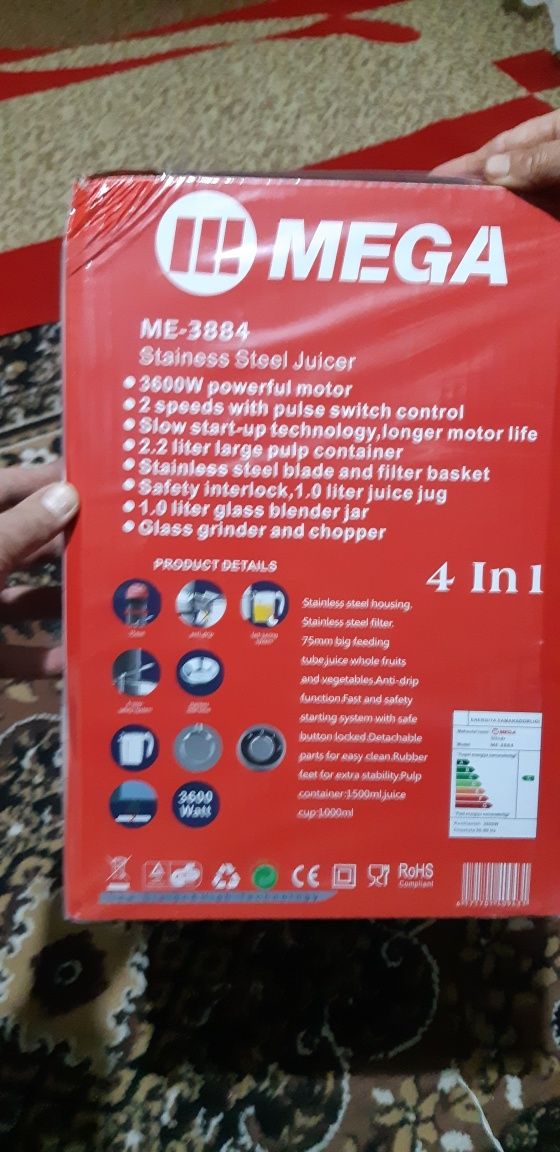 MEGA
ME-3884
Stainess Steel Juicer
3600W powerful motor
2 speeds with pulse switch control
Slow start-up technology,longer motor life
2.2 liter large pulp container
Stainless steel blade and filter basket
Safety interlock,1.0 liter juice jug
1.0 liter glass blender jar
Glass grinder and chopper
PRODUCT DETAILS
4 In 1
Stainless steel housing.
Stainless steel filter.
75mm big feeding
tube,juice whole fruits
and vegetables.Anti-drip
function.Fast and safety
starting system with safe
button locked.Detachable
parts for easy clean.Rubber
feet for extra stability.Pulp
container:1500ml,juice
cup:1000ml
3600
Watt
MEGA
ME-3884
CE
RoHS
Compliant